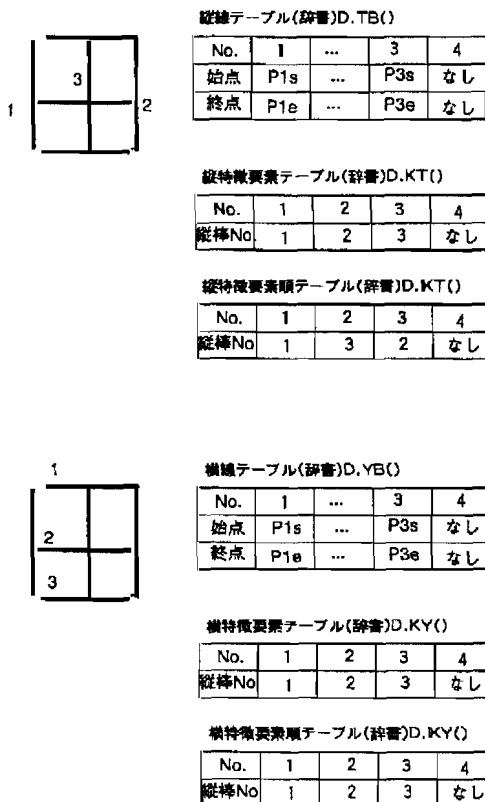 縦線テーブル(辞書)D.TB()
No. 1 ... 3 4
始点 P1s ... P3s なし
終点 P1e ... P3e なし
3
1
2
縦特徴要素テーブル(辞書)D.KT()
No. 1 2 3 4
縦棒No. 1 2 3 なし
縦特徴要素順テーブル(辞書)D.IKT()
No. 1 2 3 4
縦棒No 1 3 2 なし
横線テーブル(辞書)D.YB()
No. 1 ... 3 4
始点 P1s ... P3s なし
終点 P1e ... P3e なし
1
2
3
横特徴要素テーブル(辞書)D.KY()
No. 1 2 3 4
縦棒No 1 2 3 なし
横特徴要素順テーブル(辞書)D.IKY()
No. 1 2 3 4
縦棒No 1 2 3 なし